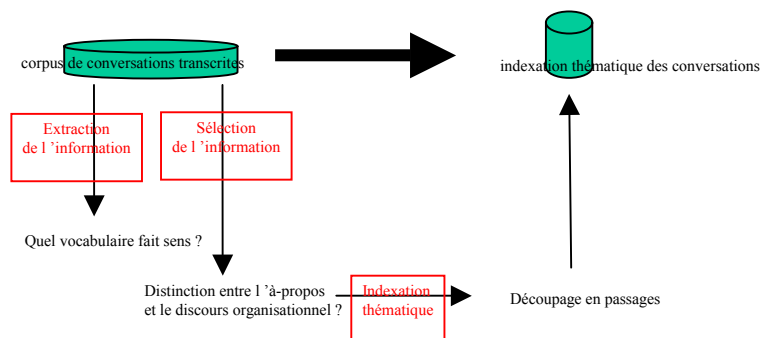 corpus de conversations transcrites
indexation thématique des conversations
Extraction
de l ’information
Sélection
de l ’information
Quel vocabulaire fait sens ?
Distinction entre l ’à-propos
et le discours organisationnel ?
Indexation
thématique
Découpage en passages